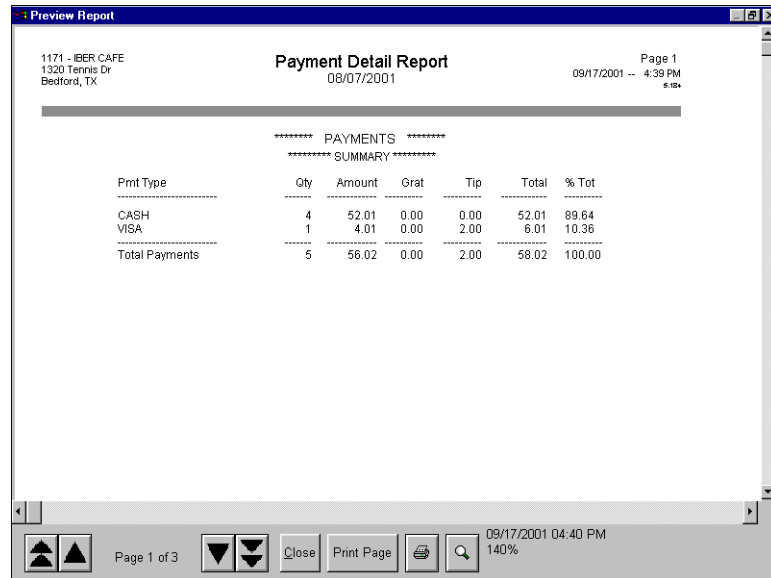 Preview Report
1171 - IBER CAFE
1320 Tennis Dr
Bedford, TX
Payment Detail Report
08/07/2001
Page 1
09/17/2001 -- 4:39 PM
5.184
******** PAYMENTS ********
********* SUMMARY *********
Pmt Type Qty Amount Grat Tip Total % Tot
------------------------- ------- ------------- ---------- ---------- ------------- ----------
CASH 4 52.01 0.00 0.00 52.01 89.64
VISA 1 4.01 0.00 2.00 6.01 10.36
------------------------- ------- ------------- ---------- ---------- ------------- ----------
Total Payments 5 56.02 0.00 2.00 58.02 100.00
Page 1 of 3
Close
Print Page
09/17/2001 04:40 PM
140%